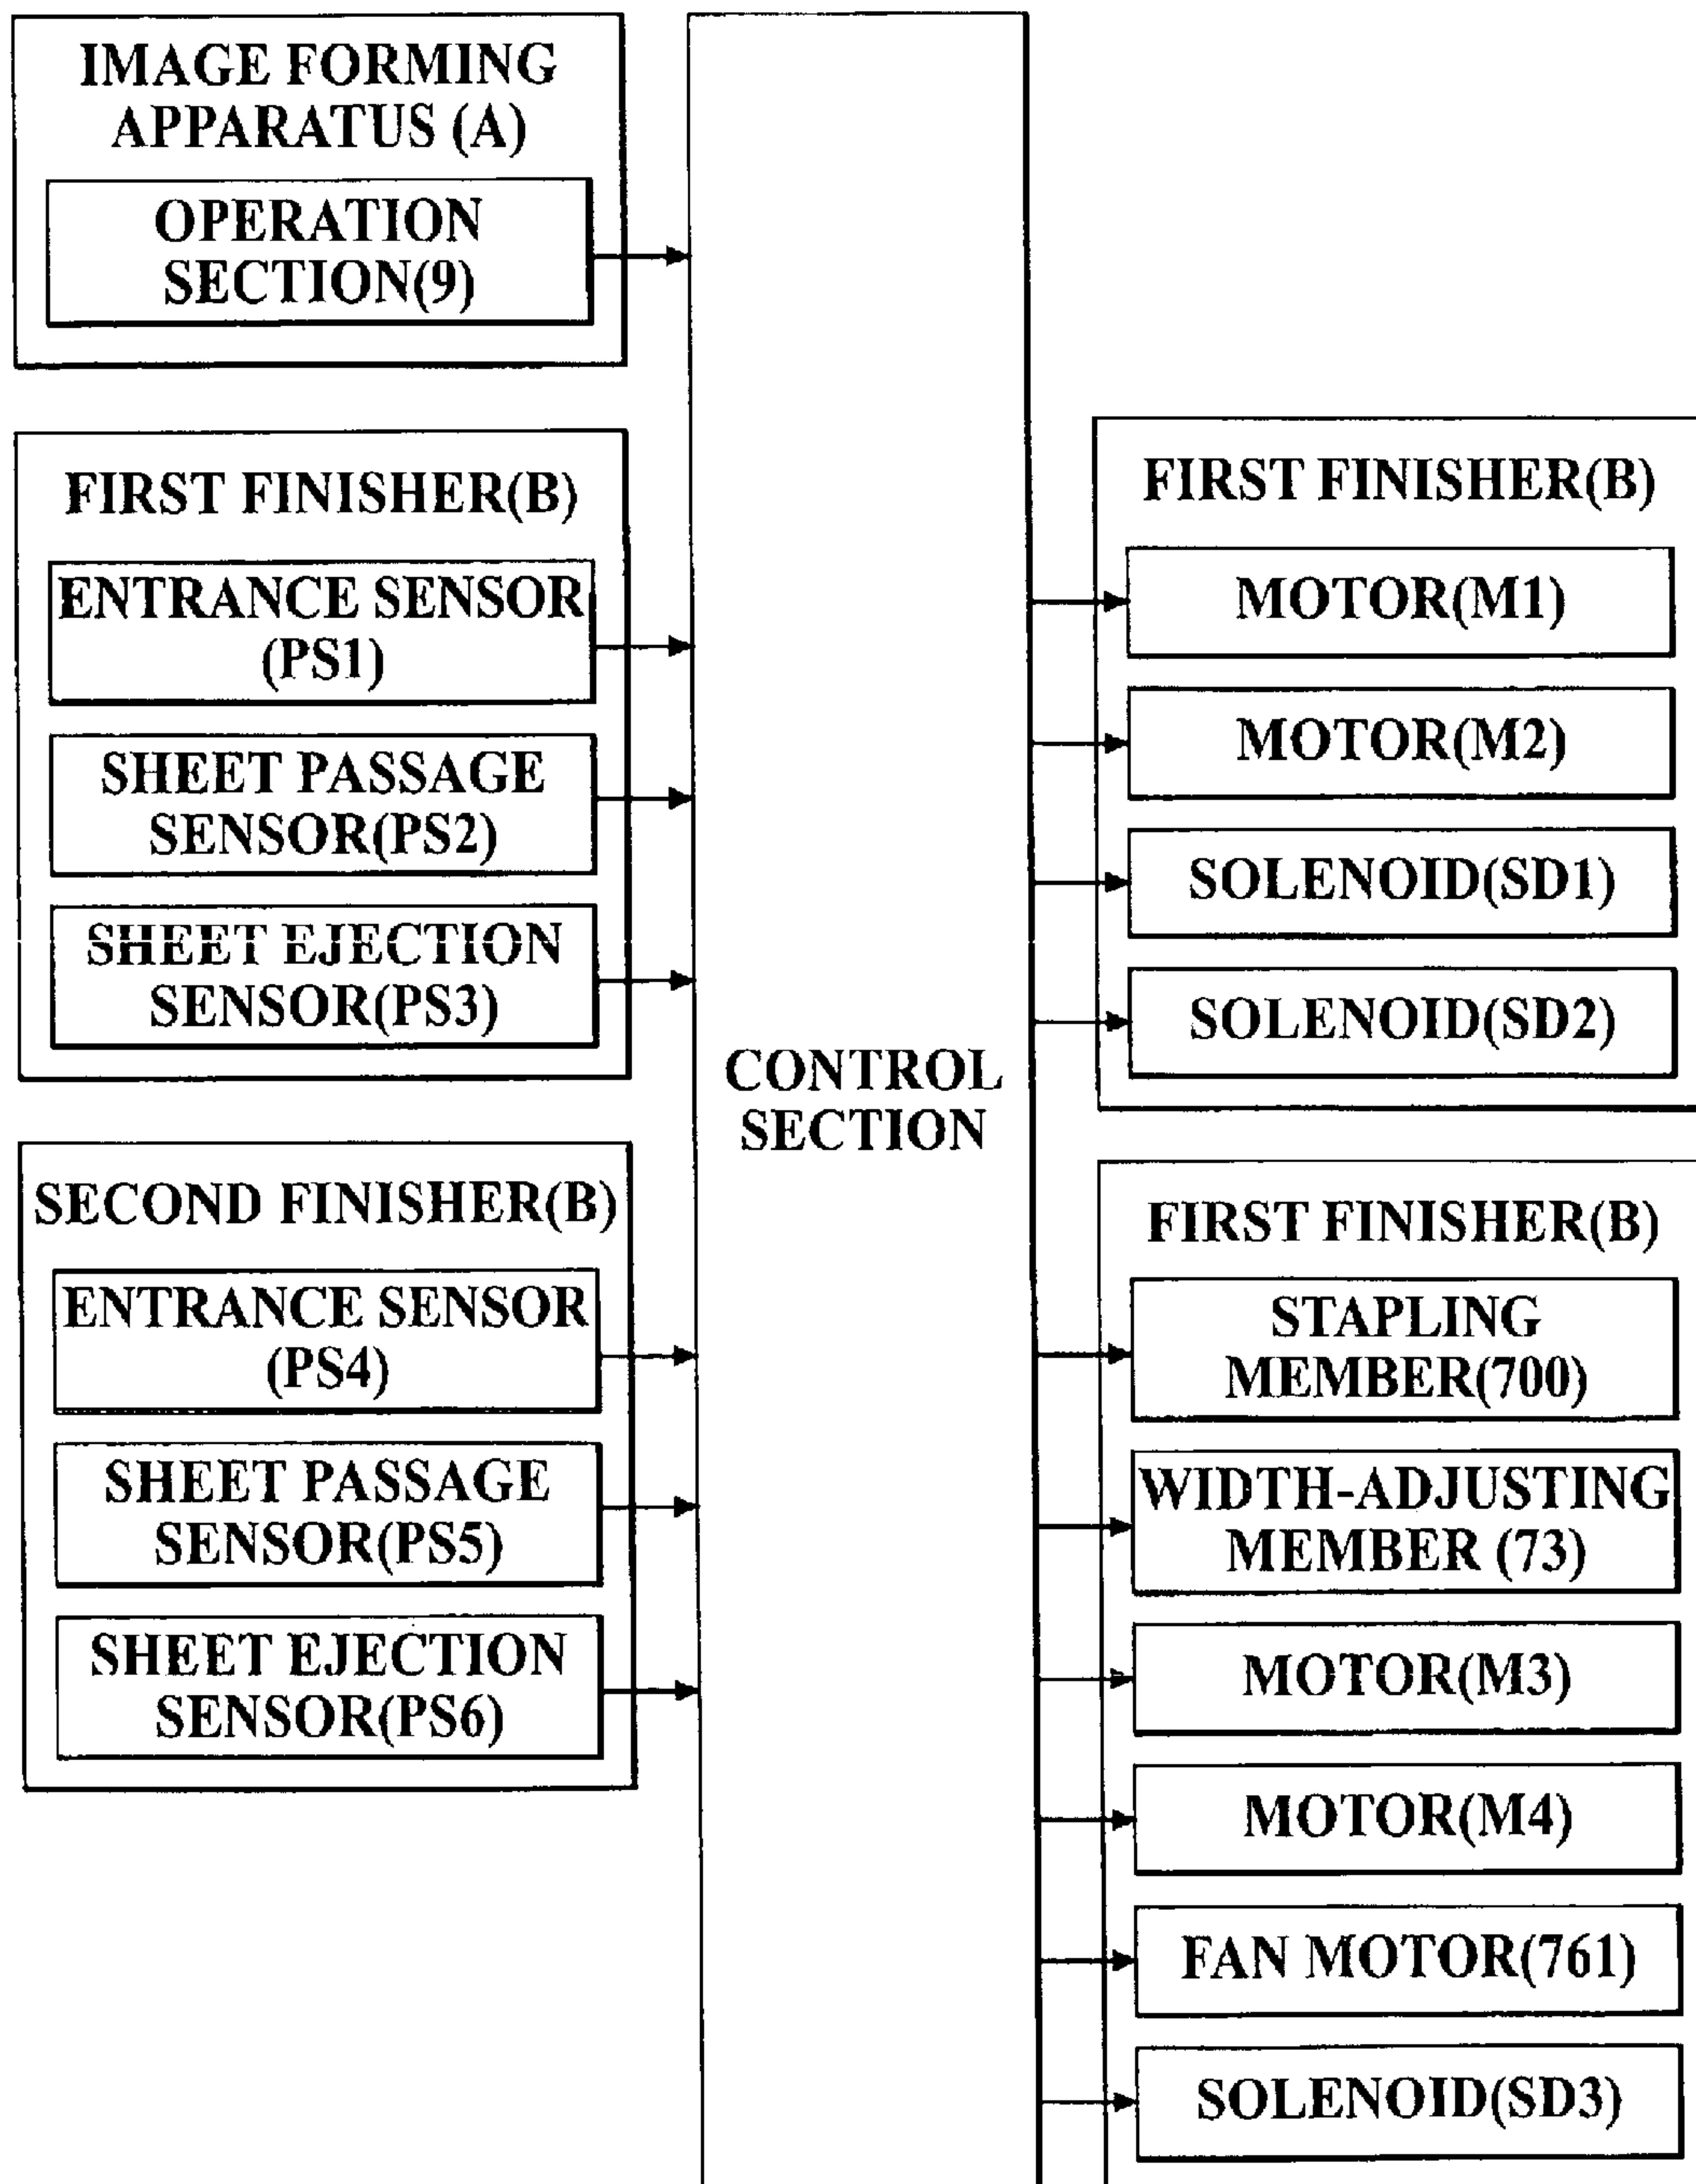 IMAGE FORMING
APPARATUS (A)
OPERATION
SECTION(9)
FIRST FINISHER(B)
ENTRANCE SENSOR
(PS1)
SHEET PASSAGE
SENSOR(PS2)
SHEET EJECTION
SENSOR(PS3)
SECOND FINISHER(B)
ENTRANCE SENSOR
(PS4)
SHEET PASSAGE
SENSOR(PS5)
SHEET EJECTION
SENSOR(PS6)
CONTROL
SECTION
FIRST FINISHER(B)
MOTOR(M1)
MOTOR(M2)
SOLENOID(SD1)
SOLENOID(SD2)
FIRST FINISHER(B)
STAPLING
MEMBER(700)
WIDTH-ADJUSTING
MEMBER (73)
MOTOR(M3)
MOTOR(M4)
FAN MOTOR(761)
SOLENOID(SD3)